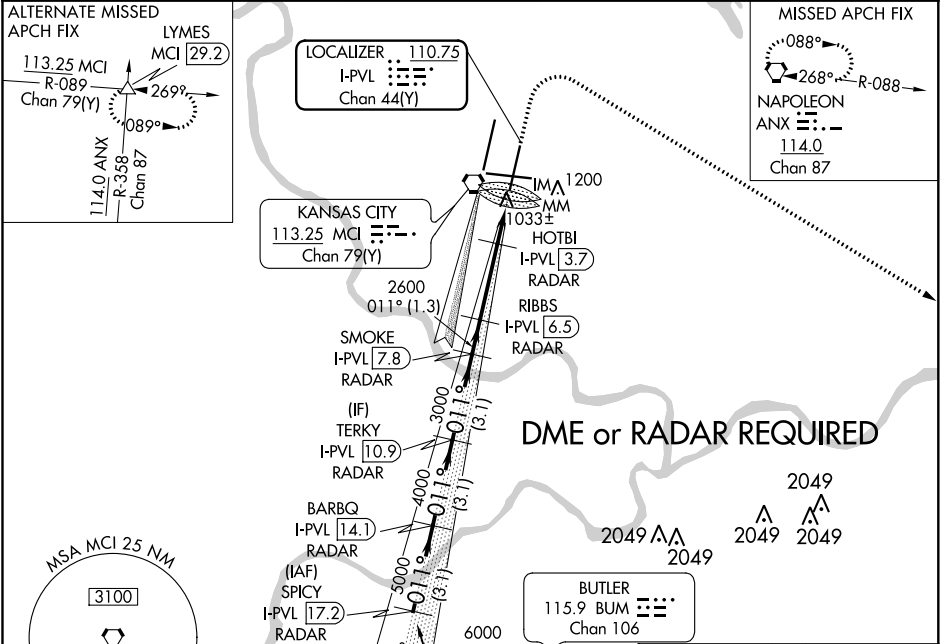 ALTERNATE MISSED
APCH FIX
LYMES
MCI 29.2
113.25 MCI
R-089
Chan 79(Y)
269°
089°
114.0 ANX
R-358
Chan 87
LOCALIZER 110.75
I-PVL
Chan 44(Y)
MISSED APCH FIX
088°
268°
R-088
NAPOLEON
ANX
114.0
Chan 87
KANSAS CITY
113.25 MCI
Chan 79(Y)
IM
1200
MM
1033±
HOTBI
I-PVL 3.7
RADAR
2600
011° (1.3)
RIBBS
I-PVL 6.5
RADAR
SMOKE
I-PVL 7.8
RADAR
3000
011°
(3.1)
(IF)
TERKY
I-PVL 10.9
RADAR
DME or RADAR REQUIRED
4000
011°
(3.1)
BARBQ
I-PVL 14.1
RADAR
2049
2049
2049
2049
2049
5000
011°
(3.1)
(IAF)
SPICY
I-PVL 17.2
RADAR
MSA MCI 25 NM
3100
6000
BUTLER
115.9 BUM
Chan 106